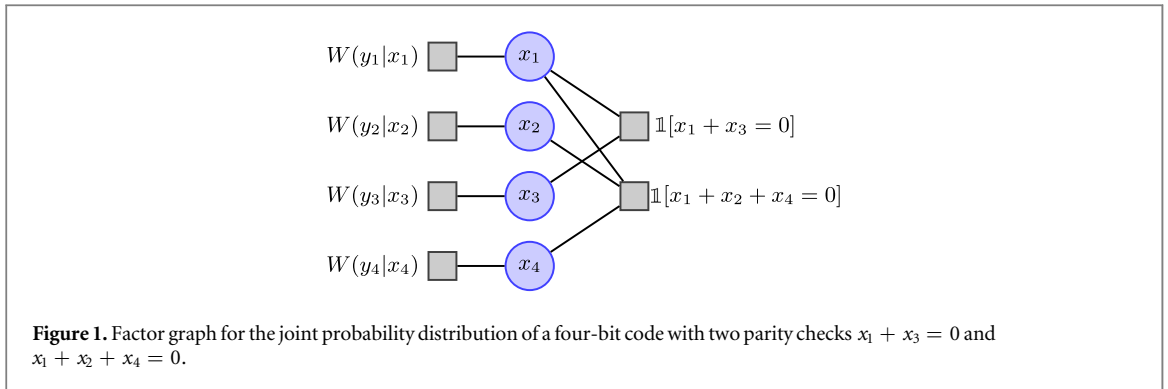 W(y₁|x₁) x₁
W(y₂|x₂) x₂ 𝟙[x₁ + x₃ = 0]
W(y₃|x₃) x₃ 𝟙[x₁ + x₂ + x₄ = 0]
W(y₄|x₄) x₄
Figure 1. Factor graph for the joint probability distribution of a four-bit code with two parity checks x₁ + x₃ = 0 and
x₁ + x₂ + x₄ = 0.